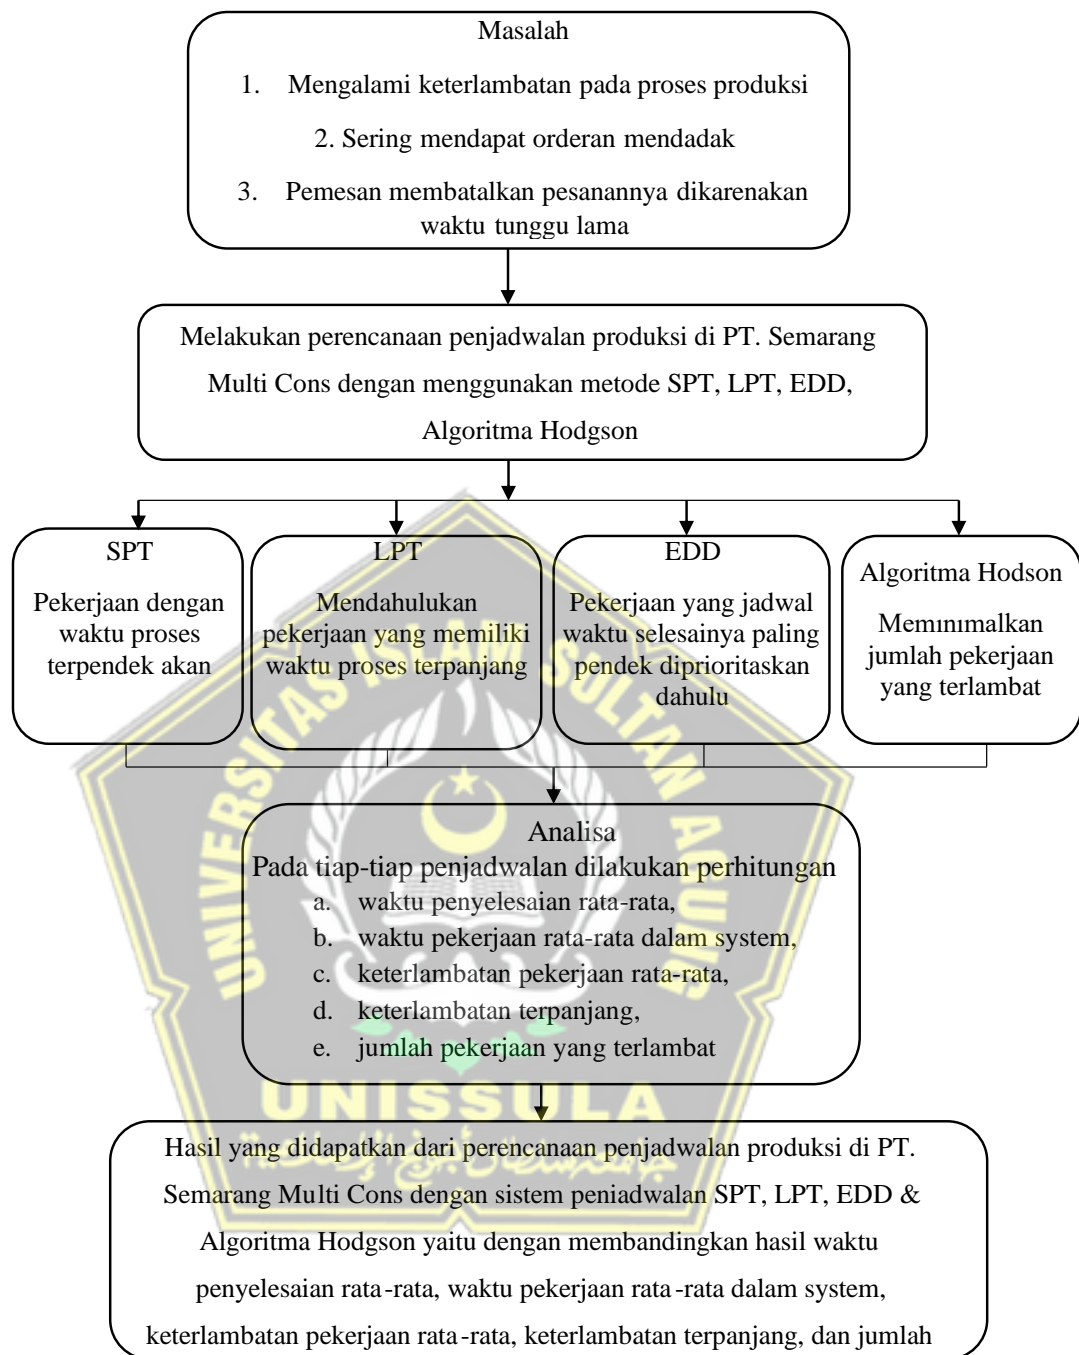 Masalah
1. Mengalami keterlambatan pada proses produksi
2. Sering mendapat orderan mendadak
3. Pemesan membatalkan pesanannya dikarenakan
waktu tunggu lama
Melakukan perencanaan penjadwalan produksi di PT. Semarang
Multi Cons dengan menggunakan metode SPT, LPT, EDD,
Algoritma Hodgson
SPT
Pekerjaan dengan
waktu proses
terpendek akan
LPT
Mendahulukan
pekerjaan yang memiliki
waktu proses terpanjang
EDD
Pekerjaan yang jadwal
waktu selesainya paling
pendek diprioritaskan
dahulu
Algoritma Hodson
Meminimalkan
jumlah pekerjaan
yang terlambat
UNIVERSITAS ISLAM SULTAN AGUNG
Analisa
Pada tiap-tiap penjadwalan dilakukan perhitungan
a. waktu penyelesaian rata-rata,
b. waktu pekerjaan rata-rata dalam system,
c. keterlambatan pekerjaan rata-rata,
d. keterlambatan terpanjang,
e. jumlah pekerjaan yang terlambat
UNISSULA
Hasil yang didapatkan dari perencanaan penjadwalan produksi di PT.
Semarang Multi Cons dengan sistem penjadwalan SPT, LPT, EDD &
Algoritma Hodgson yaitu dengan membandingkan hasil waktu
penyelesaian rata-rata, waktu pekerjaan rata-rata dalam system,
keterlambatan pekerjaan rata-rata, keterlambatan terpanjang, dan jumlah